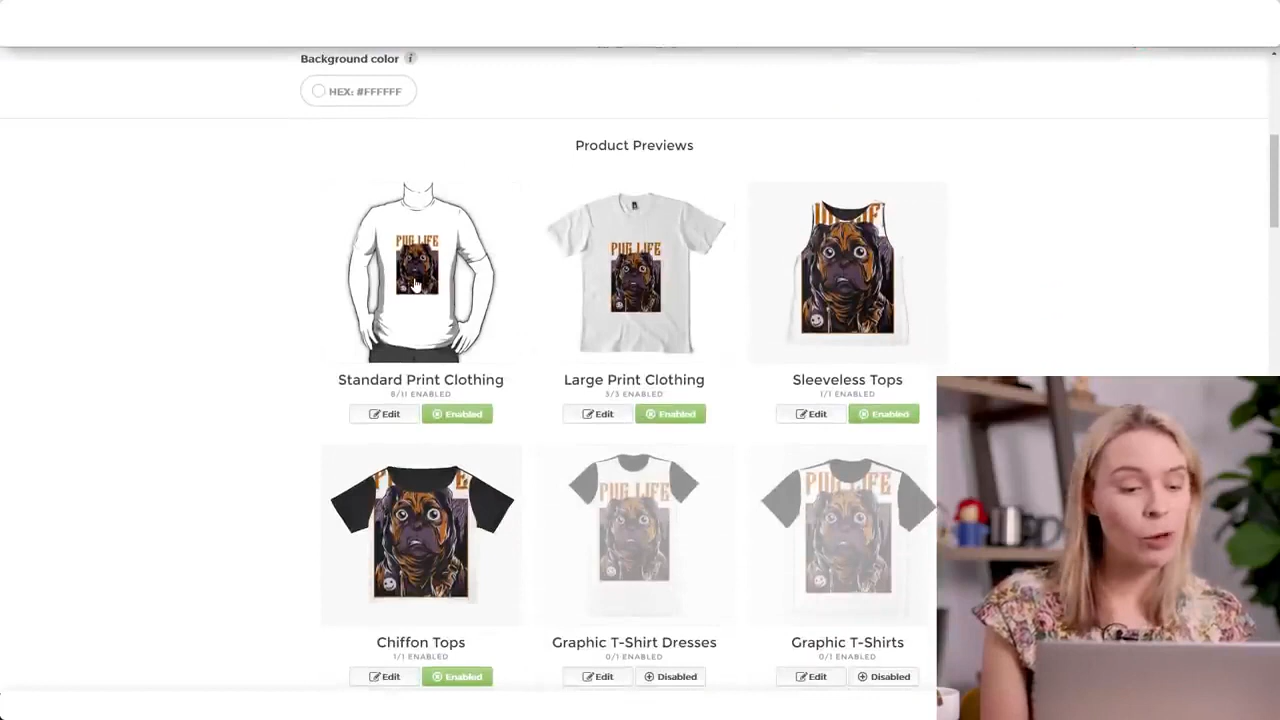 Background color i
HEX: #FFFFFF
Product Previews
PUG LIFE
PUG LIFE
Standard Print Clothing
Large Print Clothing
Sleeveless Tops
8/11 ENABLED
3/3 ENABLED
1/1 ENABLED
Edit Enabled
Edit Enabled
Edit Enabled
PUG LIFE
PUG LIFE
Chiffon Tops
Graphic T-Shirt Dresses
Graphic T-Shirts
1/1 ENABLED
0/1 ENABLED
0/1 ENABLED
Edit Enabled
Edit Disabled
Edit Disabled